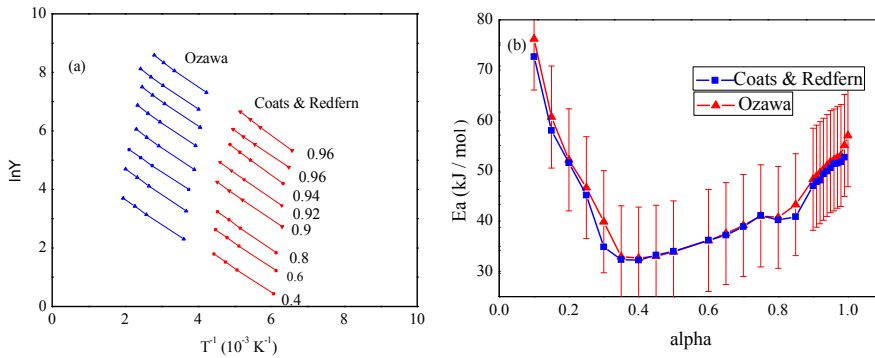 (a)
Ozawa
Coats & Redfern
0.96
0.96
0.94
0.92
0.9
0.8
0.6
0.4
10
8
6
4
2
0
lnY
0 2 4 6 8 10
T⁻¹ (10⁻³ K⁻¹)
(b)
Coats & Redfern
Ozawa
80
70
60
50
40
30
Ea (kJ / mol)
0.0 0.2 0.4 0.6 0.8 1.0
alpha